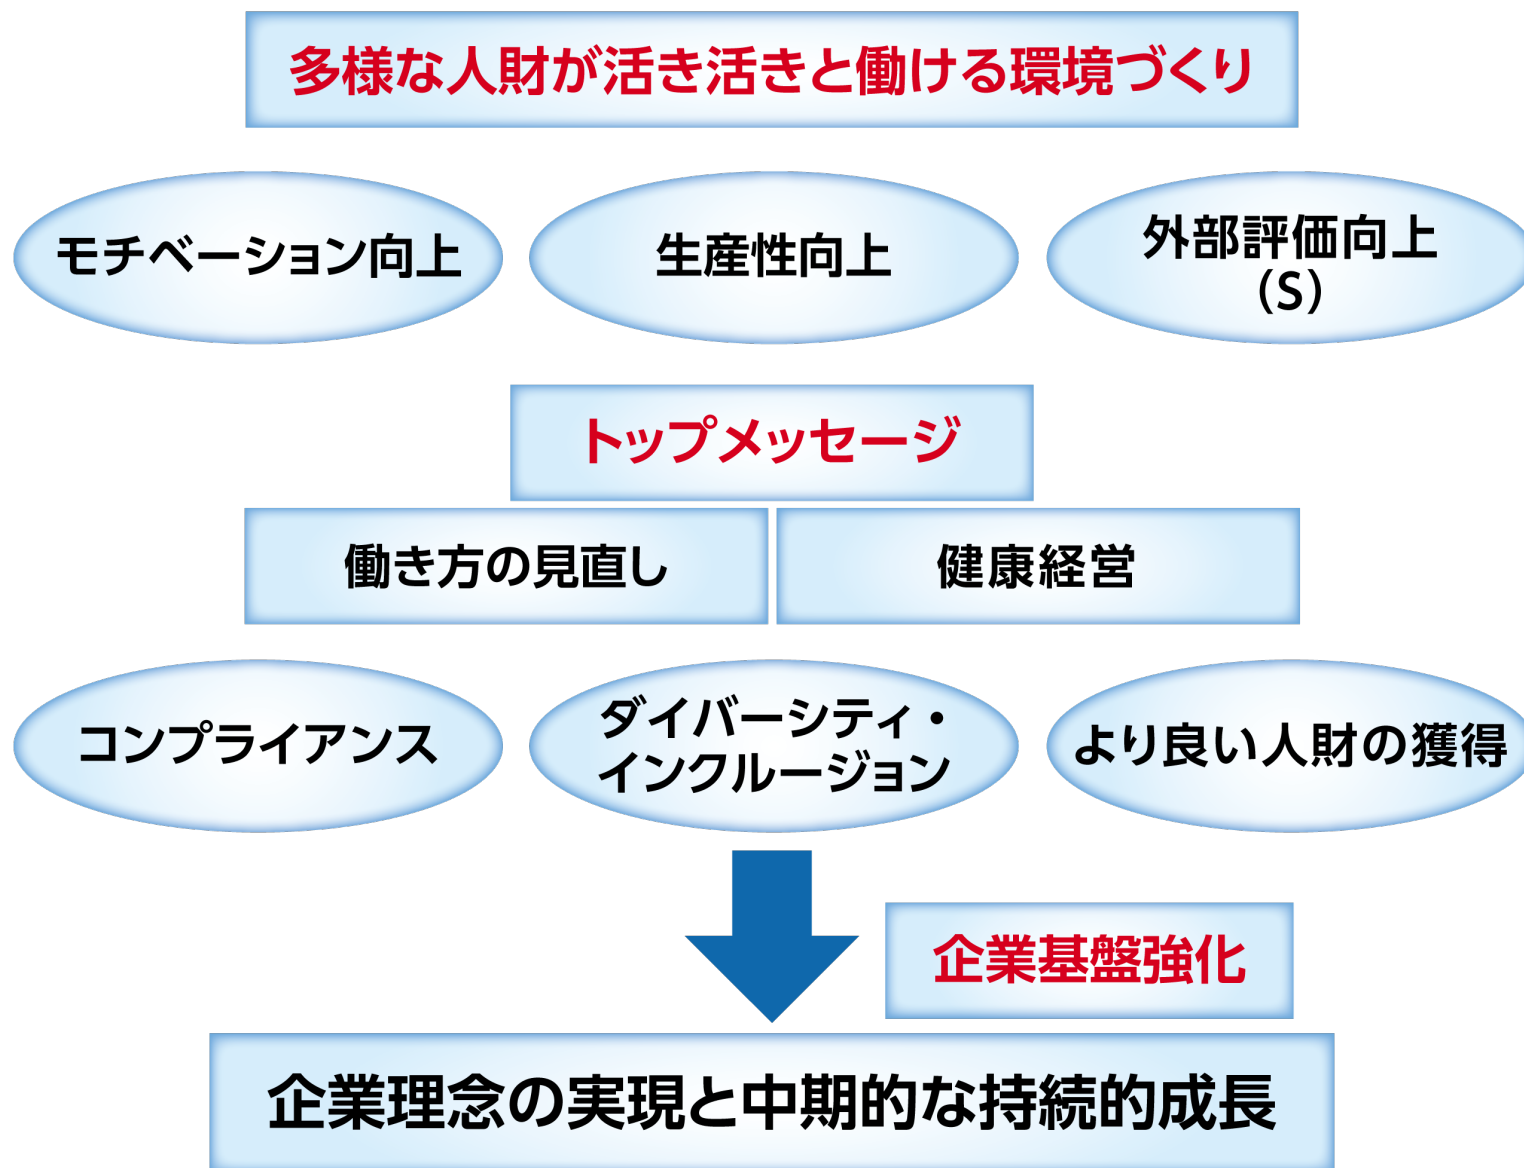 多様な人財が活き活きと働ける環境づくり
モチベーション向上
生産性向上
外部評価向上
(S)
トップメッセージ
働き方の見直し
健康経営
コンプライアンス
ダイバーシティ・
インクルージョン
より良い人財の獲得
企業基盤強化
企業理念の実現と中期的な持続的成長